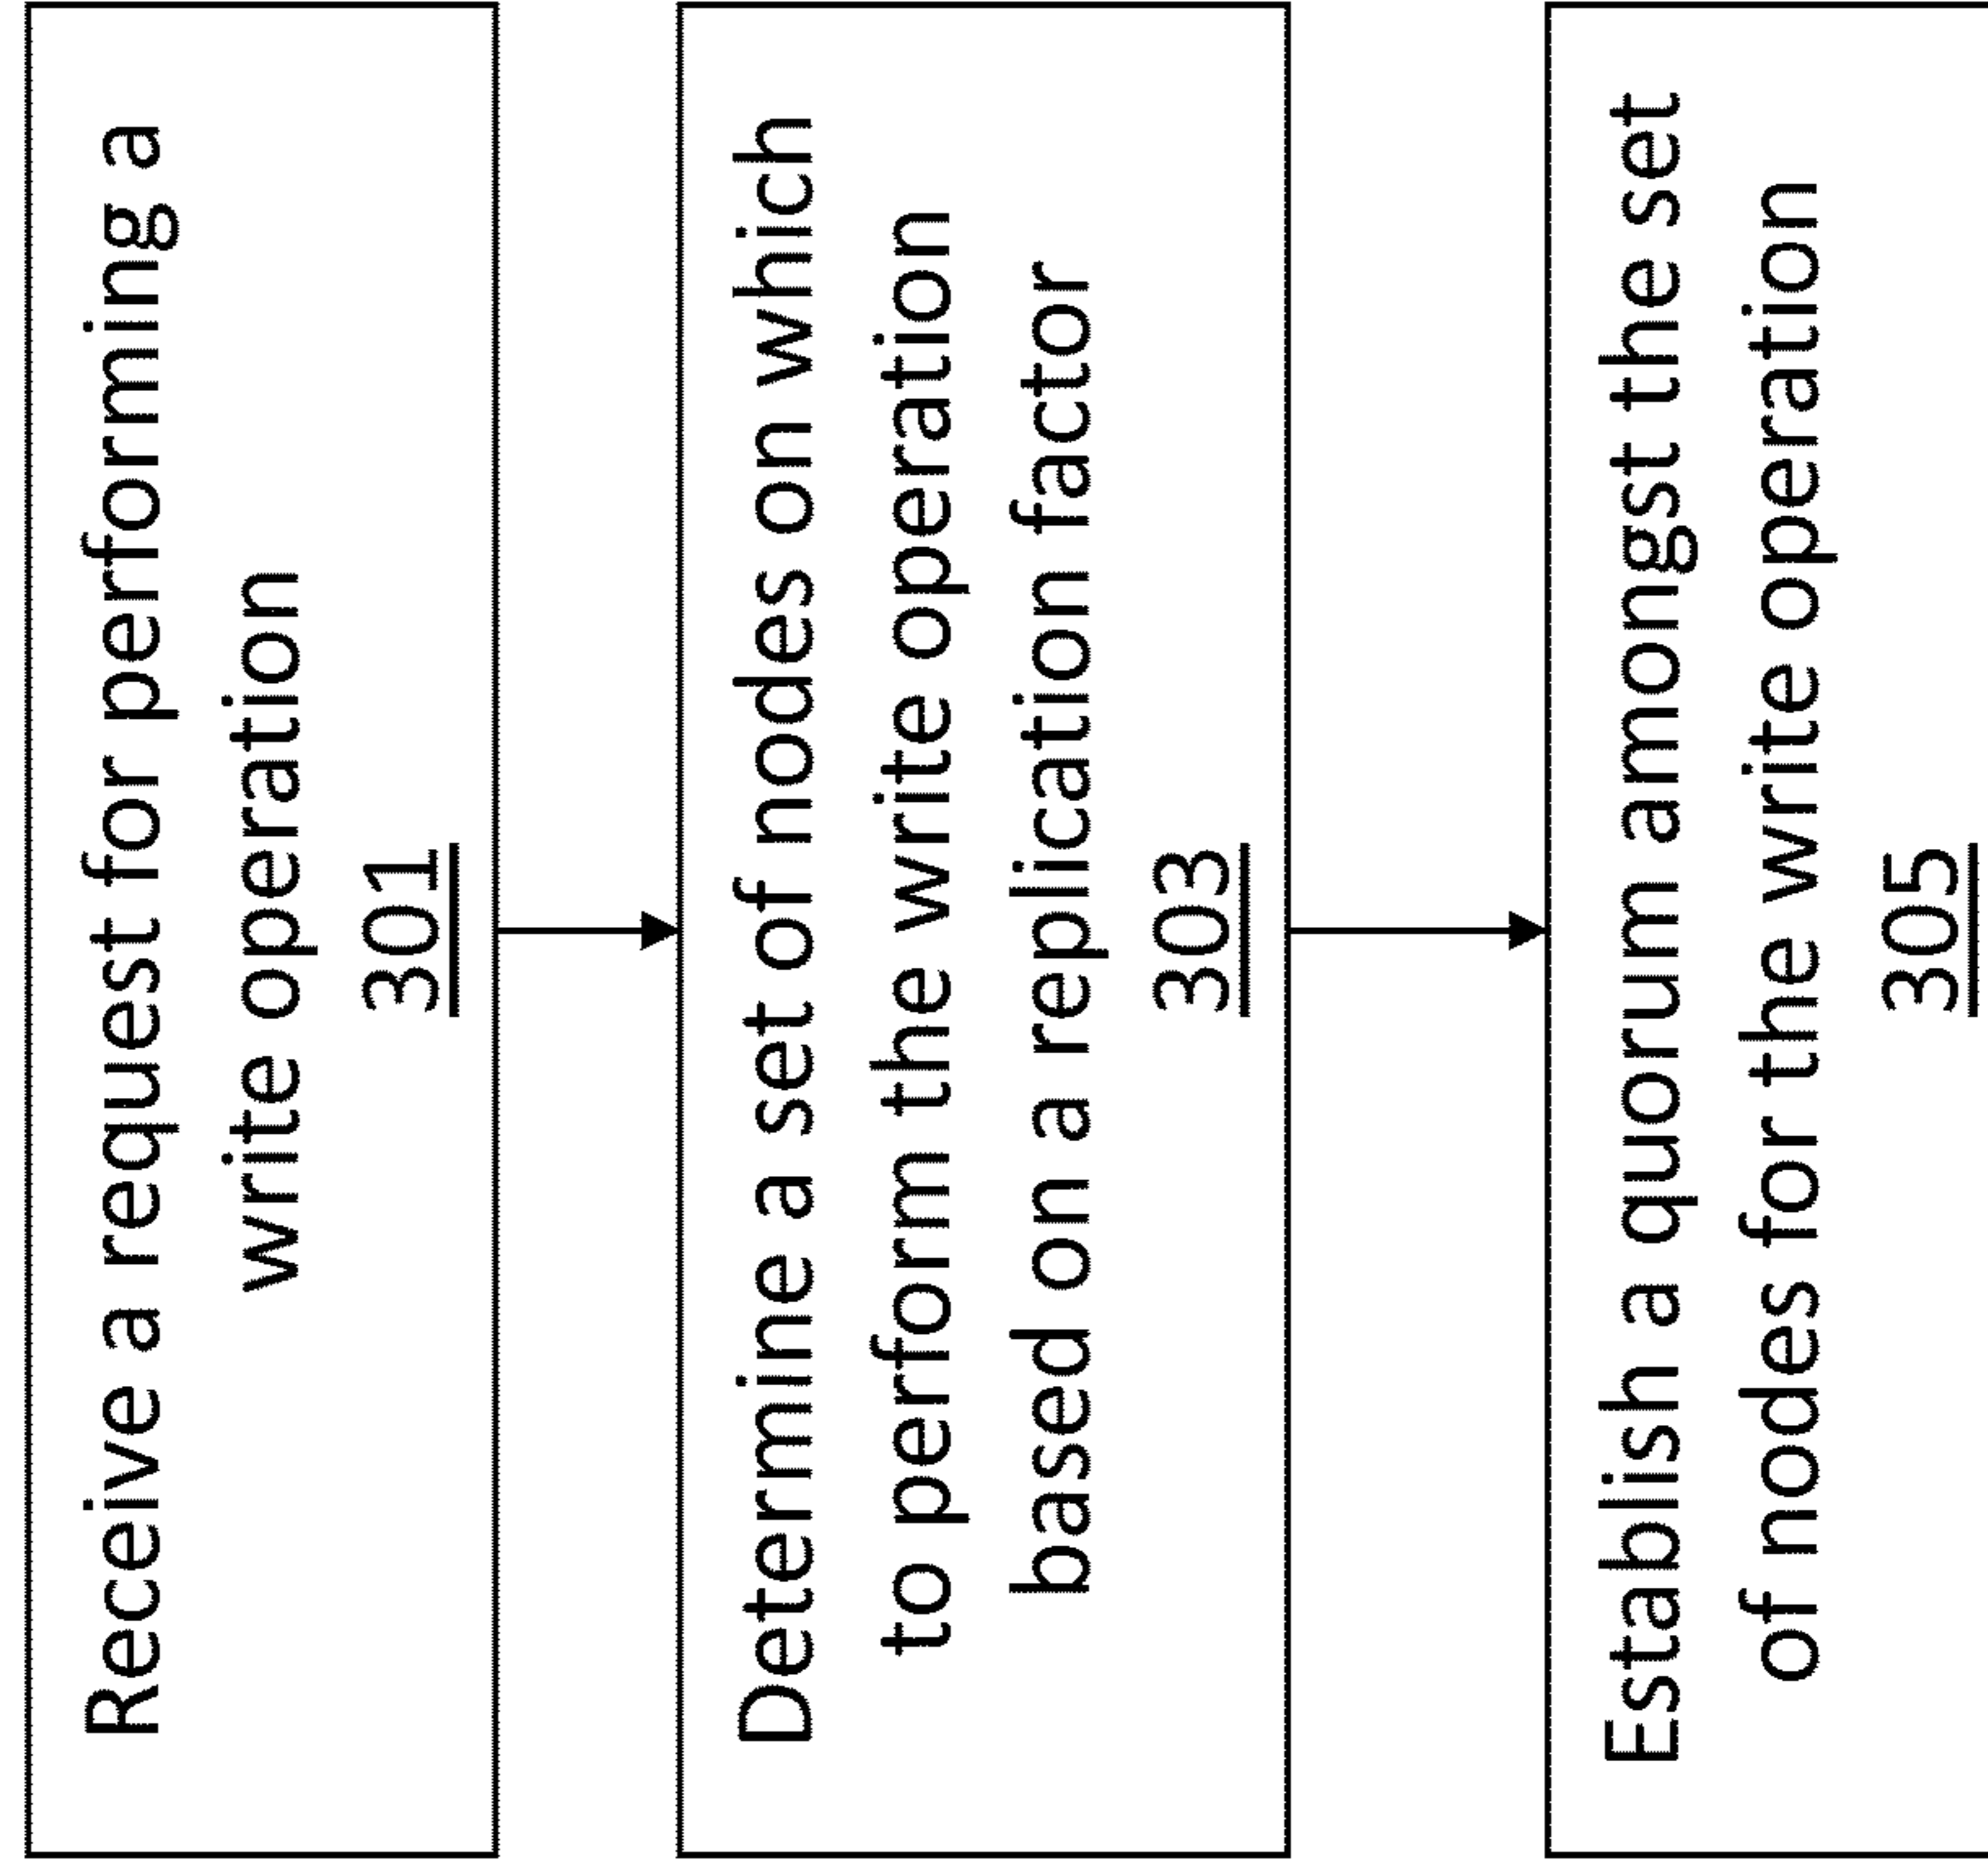 Receive a request for performing a
write operation
301
Determine a set of nodes on which
to perform the write operation
based on a replication factor
303
Establish a quorum amongst the set
of nodes for the write operation
305